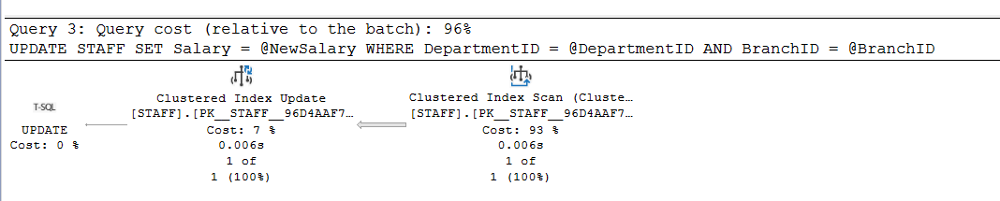 Query 3: Query cost (relative to the batch): 96%
UPDATE STAFF SET Salary = @NewSalary WHERE DepartmentID = @DepartmentID AND BranchID = @BranchID
T-SQL
UPDATE
Cost: 0 %
Clustered Index Update
[STAFF].[PK__STAFF__96D4AAF7…
Cost: 7 %
0.006s
1 of
1 (100%)
Clustered Index Scan (Cluste…
[STAFF].[PK__STAFF__96D4AAF7…
Cost: 93 %
0.006s
1 of
1 (100%)